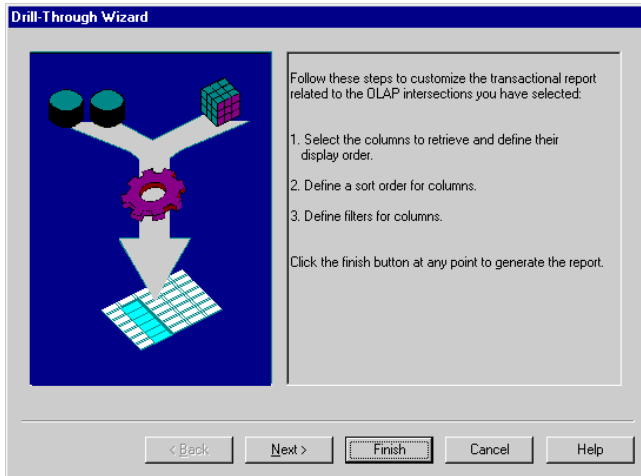 Drill-Through Wizard
Follow these steps to customize the transactional report
related to the OLAP intersections you have selected:
1. Select the columns to retrieve and define their
display order.
2. Define a sort order for columns.
3. Define filters for columns.
Click the finish button at any point to generate the report.
< Back
Next >
Finish
Cancel
Help